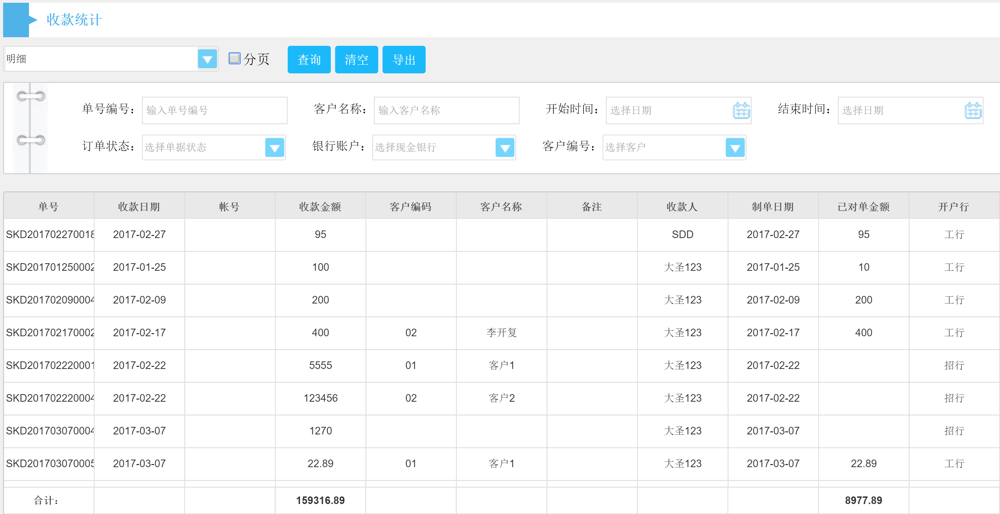 收款统计
明细 分页 查询 清空 导出
单号编号： 输入单号编号 客户名称： 输入客户名称 开始时间： 选择日期 结束时间： 选择日期
订单状态： 选择单据状态 银行账户： 选择现金银行 客户编号： 选择客户
单号 收款日期 帐号 收款金额 客户编码 客户名称 备注 收款人 制单日期 已对单金额 开户行
SKD201702270018 2017-02-27 95 SDD 2017-02-27 95 工行
SKD201701250002 2017-01-25 100 大圣123 2017-01-25 10 工行
SKD201702090004 2017-02-09 200 大圣123 2017-02-09 200 工行
SKD201702170002 2017-02-17 400 02 李开复 大圣123 2017-02-17 400 工行
SKD201702220001 2017-02-22 5555 01 客户1 大圣123 2017-02-22 招行
SKD201702220004 2017-02-22 123456 02 客户2 大圣123 2017-02-22 招行
SKD201703070004 2017-03-07 1270 大圣123 2017-03-07 招行
SKD201703070005 2017-03-07 22.89 01 客户1 大圣123 2017-03-07 22.89 工行
合计： 159316.89 8977.89